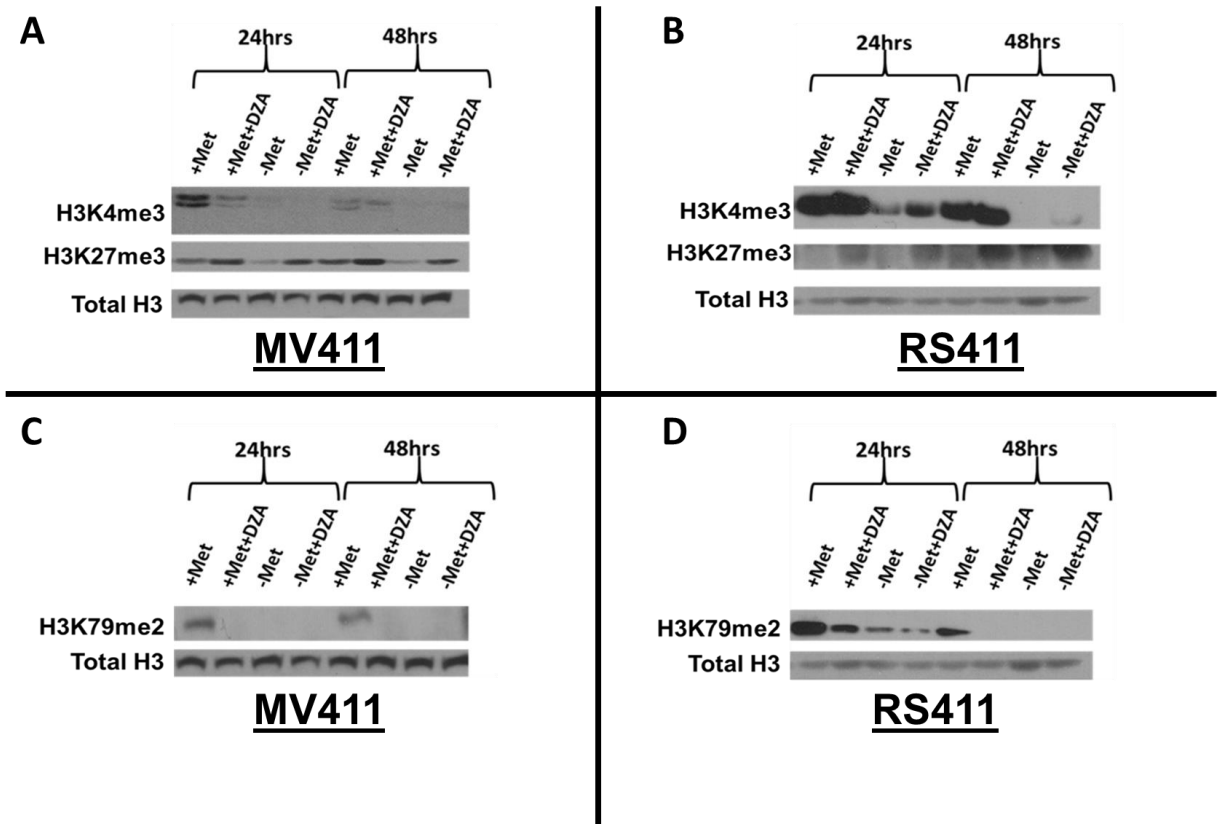 A
24hrs 48hrs
+Met +Met+DZA -Met -Met+DZA +Met +Met+DZA -Met -Met+DZA
H3K4me3
H3K27me3
Total H3
MV411
B
24hrs 48hrs
+Met +Met+DZA -Met -Met+DZA +Met +Met+DZA -Met -Met+DZA
H3K4me3
H3K27me3
Total H3
RS411
C
24hrs 48hrs
+Met +Met+DZA -Met -Met+DZA +Met +Met+DZA -Met -Met+DZA
H3K79me2
Total H3
MV411
D
24hrs 48hrs
+Met +Met+DZA -Met -Met+DZA +Met +Met+DZA -Met -Met+DZA
H3K79me2
Total H3
RS411